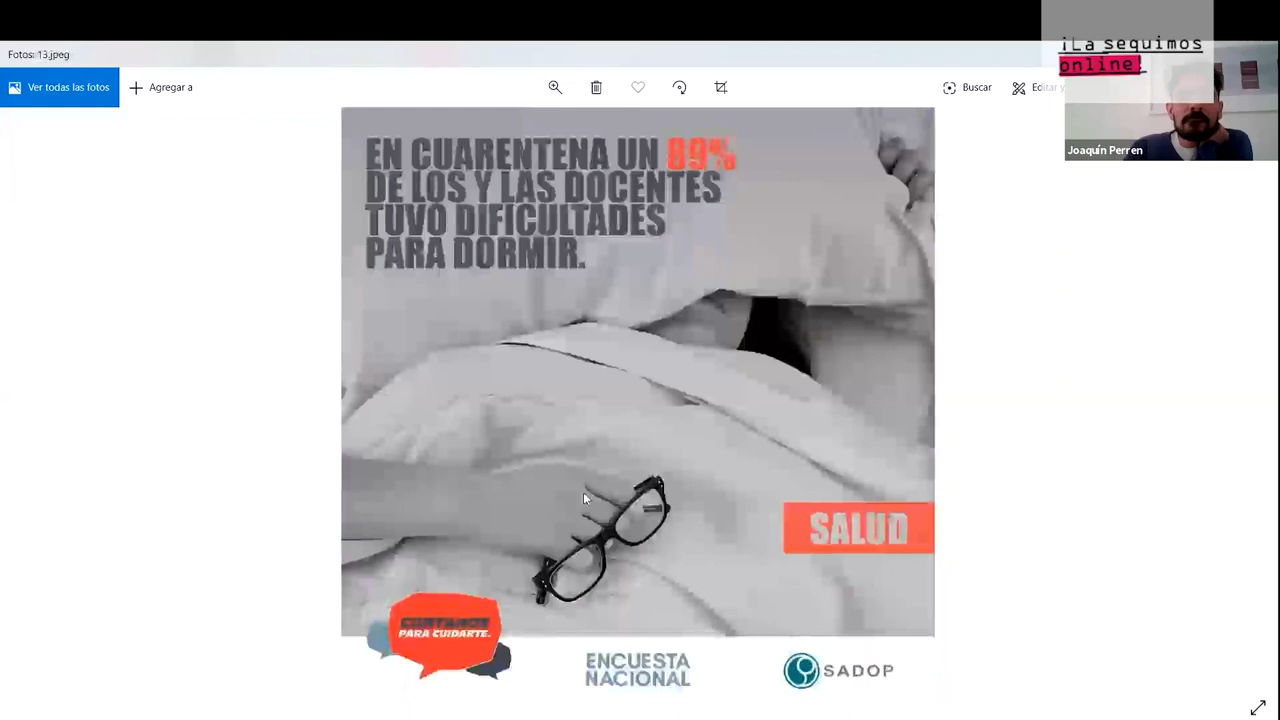 Fotos: 13.jpeg
¡La seguimos
online.
Ver todas las fotos
Agregar a
Buscar
Editar y
Joaquín Perren
EN CUARENTENA UN 89%
DE LOS Y LAS DOCENTES
TUVO DIFICULTADES
PARA DORMIR.
SALUD
PARA CUIDARTE.
ENCUESTA
NACIONAL
SADOP